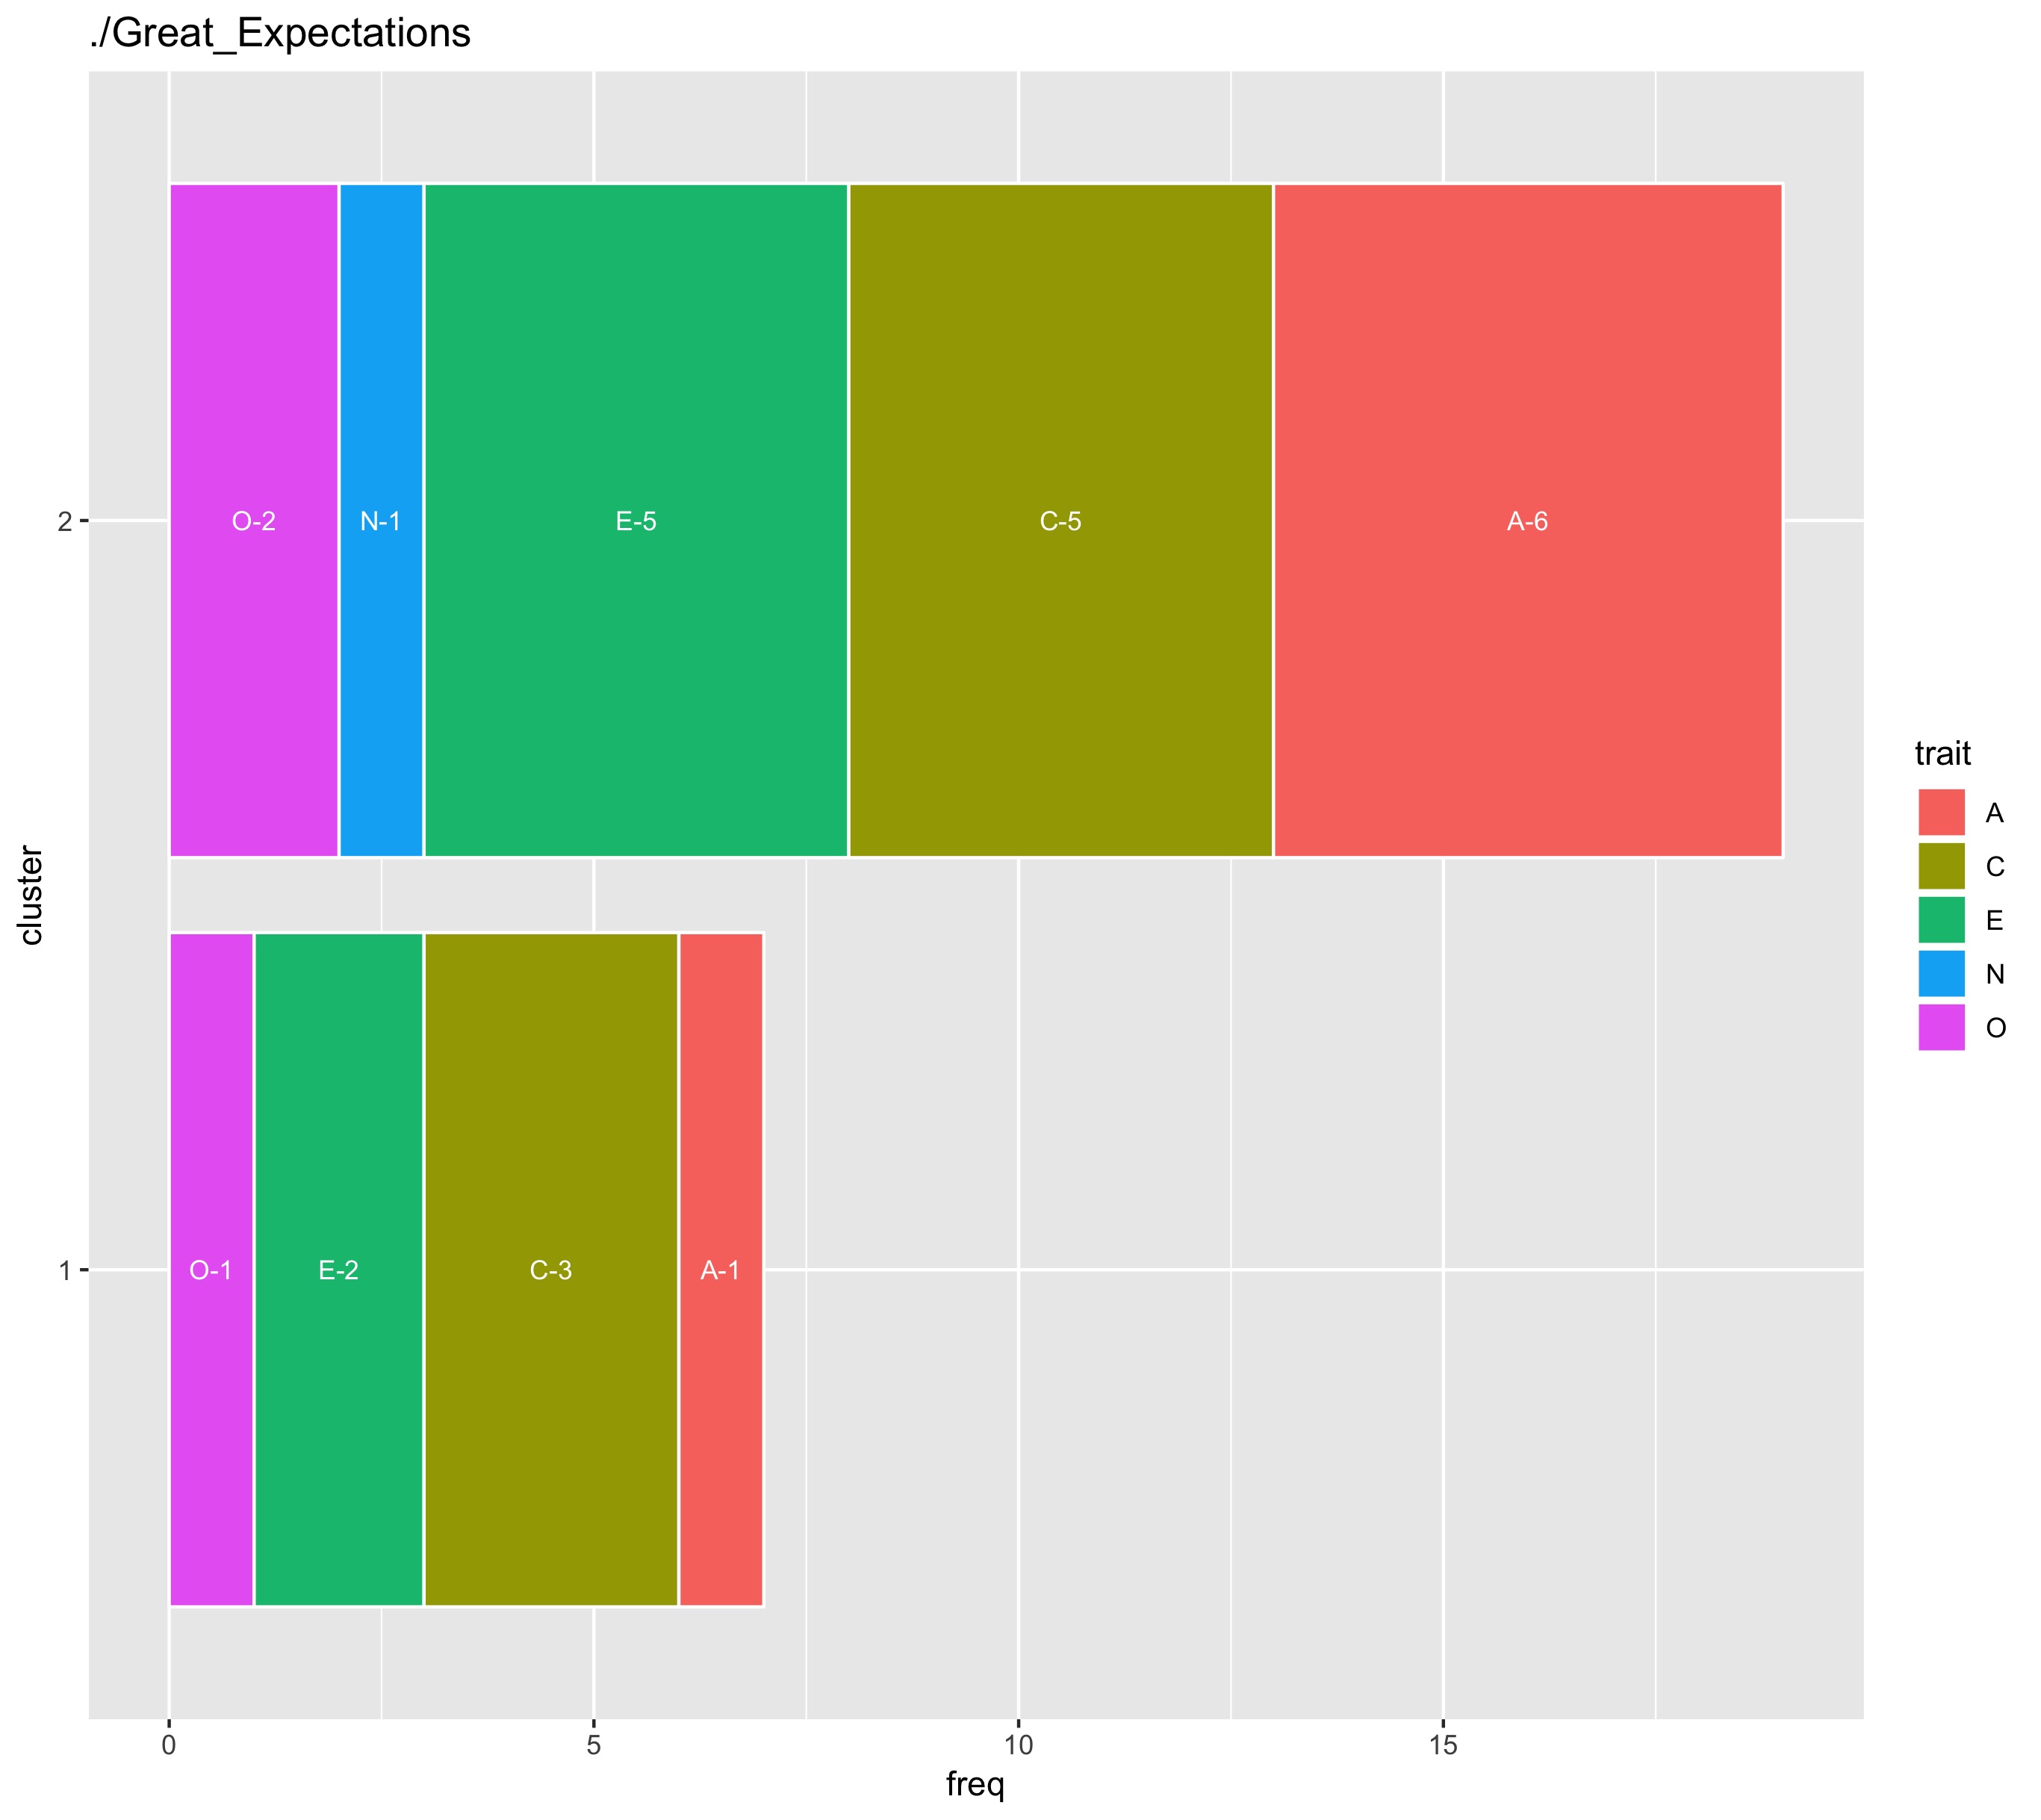 ./Great_Expectations
2
O-2 N-1 E-5 C-5 A-6
cluster
1
O-1 E-2 C-3 A-1
0 5 10 15
freq
trait
A
C
E
N
O